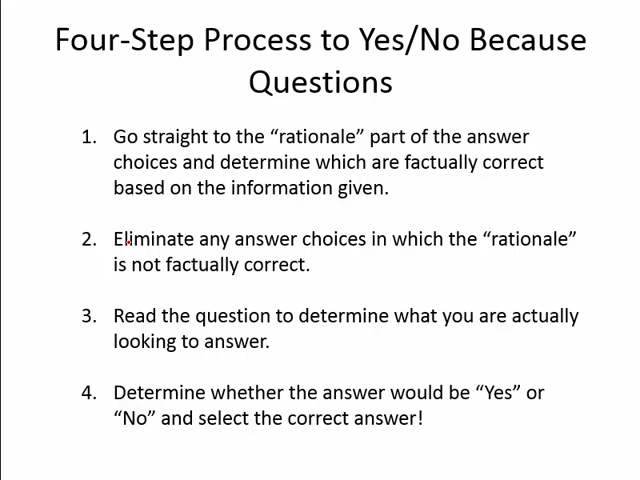 Four-Step Process to Yes/No Because
Questions
1. Go straight to the “rationale” part of the answer
choices and determine which are factually correct
based on the information given.
2. Eliminate any answer choices in which the “rationale”
is not factually correct.
3. Read the question to determine what you are actually
looking to answer.
4. Determine whether the answer would be “Yes” or
“No” and select the correct answer!